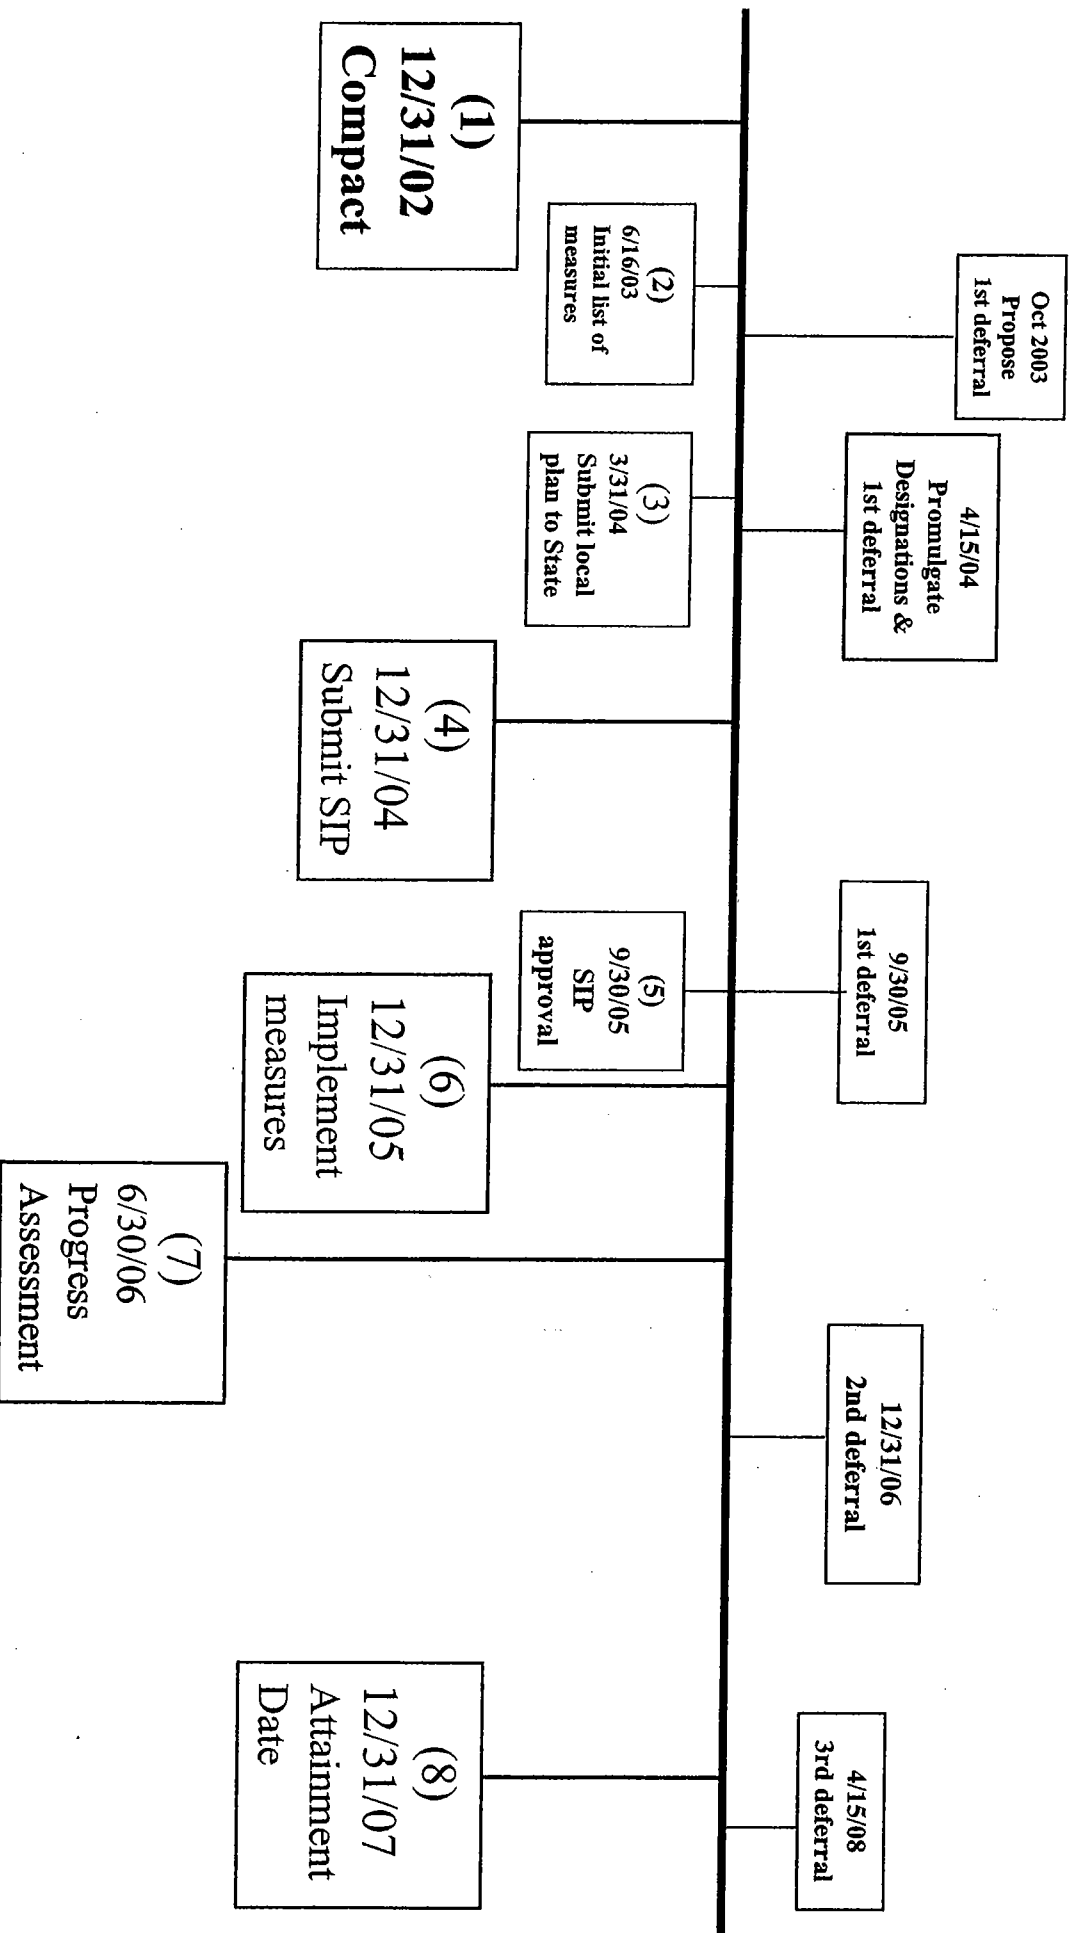 Oct 2003
Propose
1st deferral
4/15/04
Promulgate
Designations &
1st deferral
9/30/05
1st deferral
12/31/06
2nd deferral
4/15/08
3rd deferral
(1)
12/31/02
Compact
(2)
6/16/03
Initial list of
measures
(3)
3/31/04
Submit local
plan to State
(4)
12/31/04
Submit SIP
(5)
9/30/05
SIP
approval
(6)
12/31/05
Implement
measures
(7)
6/30/06
Progress
Assessment
(8)
12/31/07
Attainment
Date